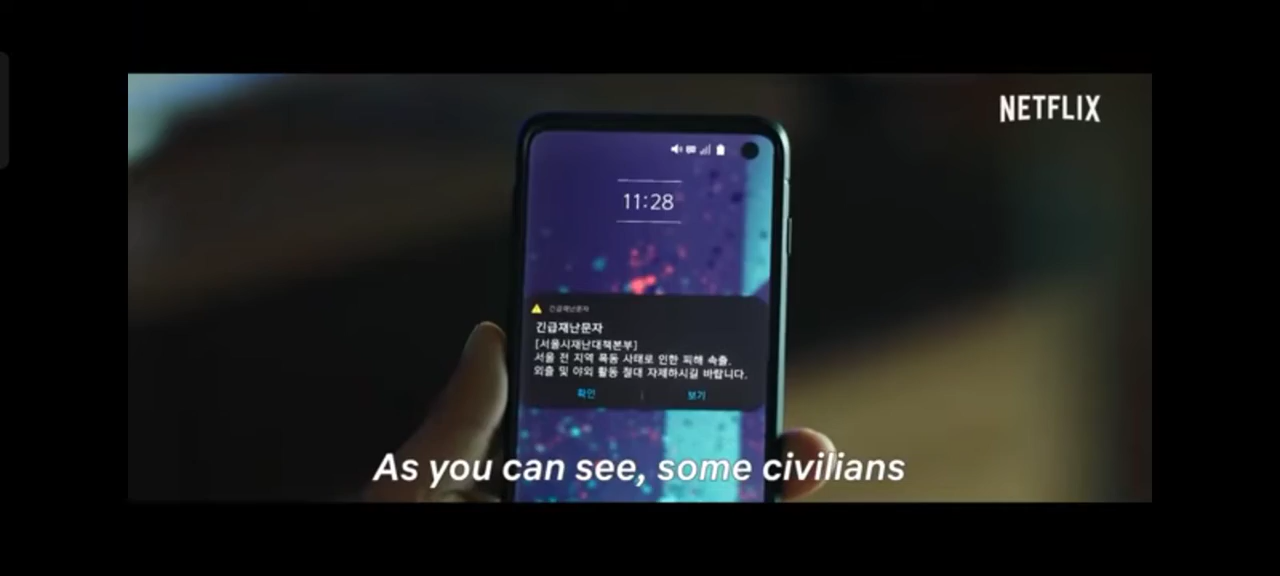 NETFLIX
11:28
긴급재난문자
긴급재난문자
[서울시재난대책본부]
서울 전 지역 폭동 사태로 인한 피해 속출.
외출 및 야외 활동 절대 자제하시길 바랍니다.
확인 | 보기
As you can see, some civilians